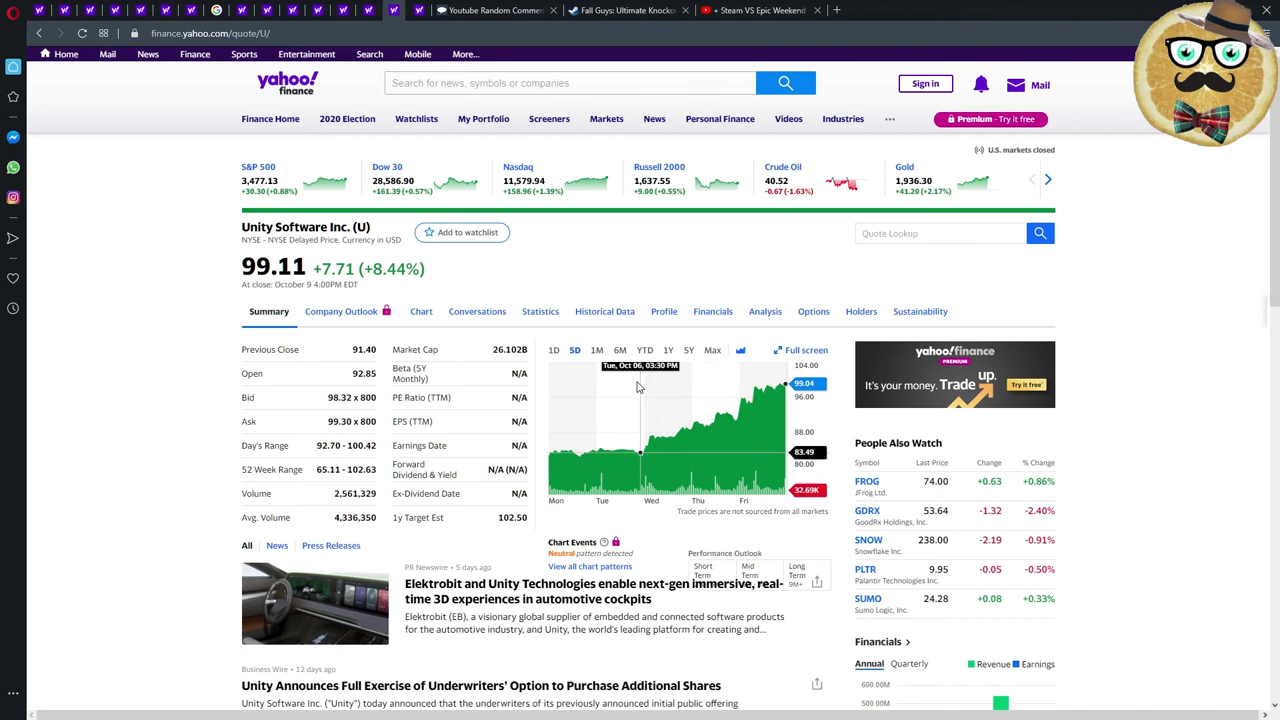 Youtube Random Commen
Fall Guys: Ultimate Knocko
+ Steam VS Epic Weekend
finance.yahoo.com/quote/U/
Home Mail News Finance Sports Entertainment Search Mobile More...
yahoo!
finance
Search for news, symbols or companies
Sign in
Mail
Finance Home 2020 Election Watchlists My Portfolio Screeners Markets News Personal Finance Videos Industries ... Premium - Try it free
U.S. markets closed
S&P 500 Dow 30 Nasdaq Russell 2000 Crude Oil Gold
3,477.13 28,586.90 11,579.94 1,637.55 40.52 1,936.30
+30.30 (+0.88%) +161.39 (+0.57%) +158.96 (+1.39%) +9.00 (+0.55%) -0.67 (-1.63%) +41.20 (+2.17%)
Unity Software Inc. (U)
NYSE - NYSE Delayed Price. Currency in USD
Add to watchlist
Quote Lookup
99.11 +7.71 (+8.44%)
At close: October 9 4:00PM EDT
Summary Company Outlook Chart Conversations Statistics Historical Data Profile Financials Analysis Options Holders Sustainability
Previous Close 91.40
Open 92.85
Bid 98.32 x 800
Ask 99.30 x 800
Day's Range 92.70 - 100.42
52 Week Range 65.11 - 102.63
Volume 2,561,329
Avg. Volume 4,336,350
Market Cap 26.102B
Beta (5Y
Monthly) N/A
PE Ratio (TTM) N/A
EPS (TTM) N/A
Earnings Date N/A
Forward
Dividend & Yield N/A (N/A)
Ex-Dividend Date N/A
1y Target Est 102.50
1D 5D 1M 6M YTD 1Y 5Y Max Full screen
Tue, Oct 06, 03:30 PM
104.00
99.04
96.00
88.00
83.49
80.00
32.69K
Mon Tue Wed Thu Fri
Trade prices are not sourced from all markets
Chart Events
Neutral pattern detected
View all chart patterns
Performance Outlook
Short
Term
Mid
Term
Long
Term
9M+
yahoo!finance
PREMIUM
It's your money. Trade up.
Try it free
People Also Watch
Symbol Last Price Change % Change
FROG 74.00 +0.63 +0.86%
JFrog Ltd.
GDRX 53.64 -1.32 -2.40%
GoodRx Holdings, Inc.
SNOW 238.00 -2.19 -0.91%
Snowflake Inc.
PLTR 9.95 -0.05 -0.50%
Palantir Technologies Inc.
SUMO 24.28 +0.08 +0.33%
Sumo Logic, Inc.
Financials
Annual Quarterly Revenue Earnings
600.00M
500.00M
All News Press Releases
PR Newswire • 5 days ago
Elektrobit and Unity Technologies enable next-gen immersive, real-
time 3D experiences in automotive cockpits
Elektrobit (EB), a visionary global supplier of embedded and connected software products
for the automotive industry, and Unity, the world's leading platform for creating and...
Business Wire • 12 days ago
Unity Announces Full Exercise of Underwriters' Option to Purchase Additional Shares
Unity Software Inc. ("Unity") today announced that the underwriters of its previously announced initial public offering